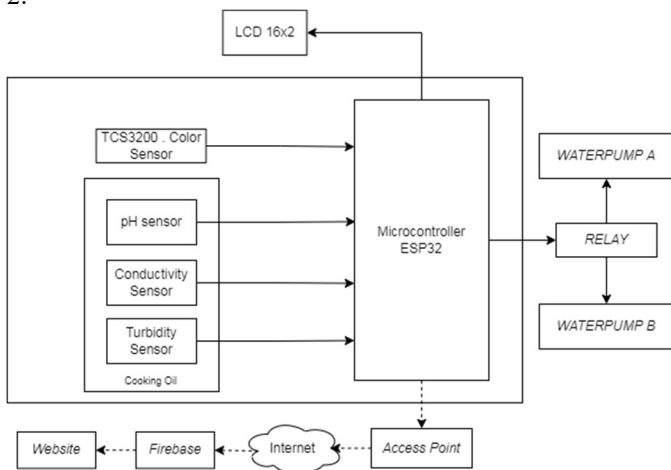 2.
LCD 16x2
TCS3200 . Color
Sensor
pH sensor
Conductivity
Sensor
Turbidity
Sensor
Cooking Oil
Microcontroller
ESP32
WATERPUMP A
RELAY
WATERPUMP B
Website
Firebase
Internet
Access Point